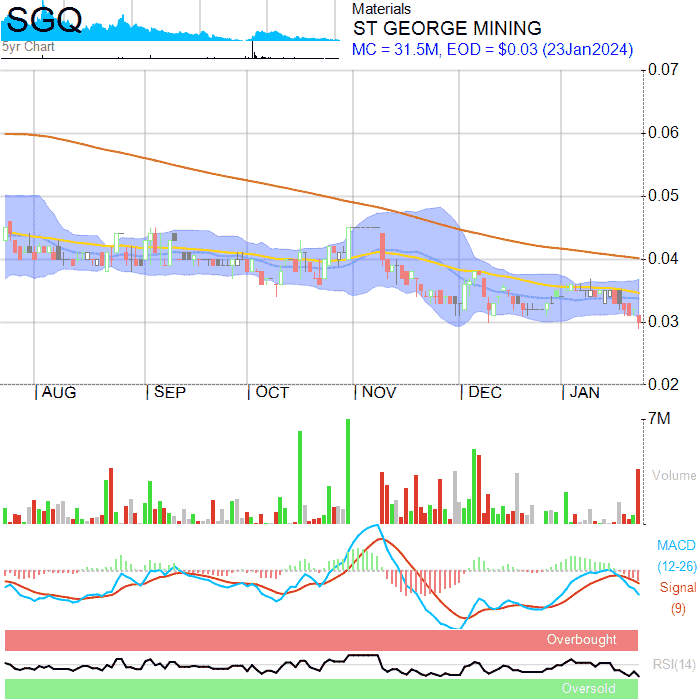 SGQ
5yr Chart
Materials
ST GEORGE MINING
MC = 31.5M, EOD = $0.03 (23Jan2024)
0.07
0.06
0.05
0.04
0.03
0.02
AUG SEP OCT NOV DEC JAN
7M
Volume
MACD
(12-26)
Signal
(9)
Overbought
RSI(14)
Oversold